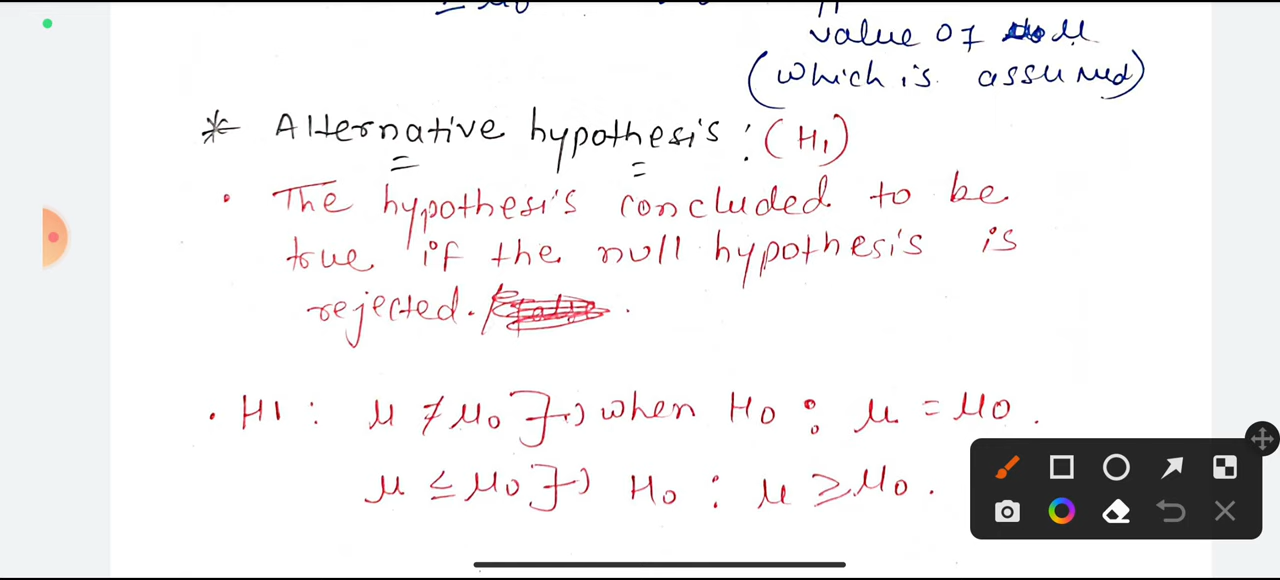 ≤ μ0
value of μ
(which is assumed)
* Alternative hypothesis : (H1)
• The hypothesis concluded to be
true if the null hypothesis is
rejected.
• H1 : μ ≠ μ0 } → when H0 : μ = μ0.
μ ≤ μ0 } → H0 : μ ≥ μ0.